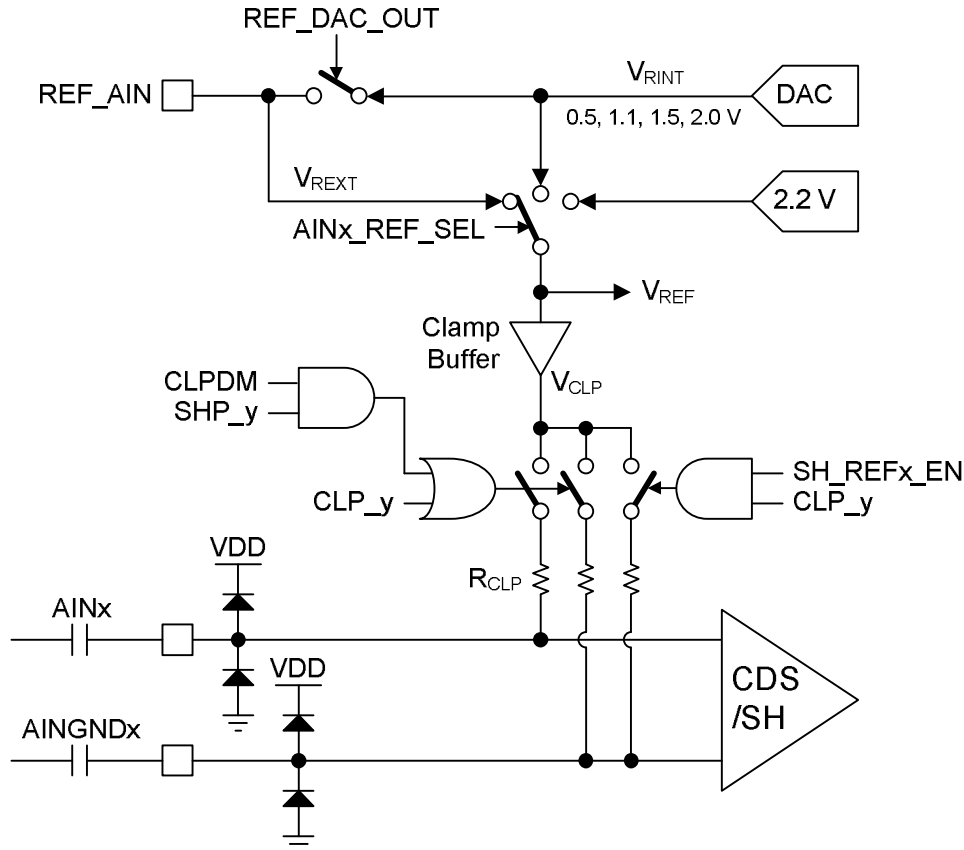 REF_DAC_OUT
REF_AIN
VRINT
DAC
0.5, 1.1, 1.5, 2.0 V
VREXT
2.2 V
AINx_REF_SEL
VREF
Clamp
Buffer
VCLP
CLPDM
SHP_y
SH_REFx_EN
CLP_y
CLP_y
VDD
RCLP
AINx
VDD
CDS
/SH
AINGNDx